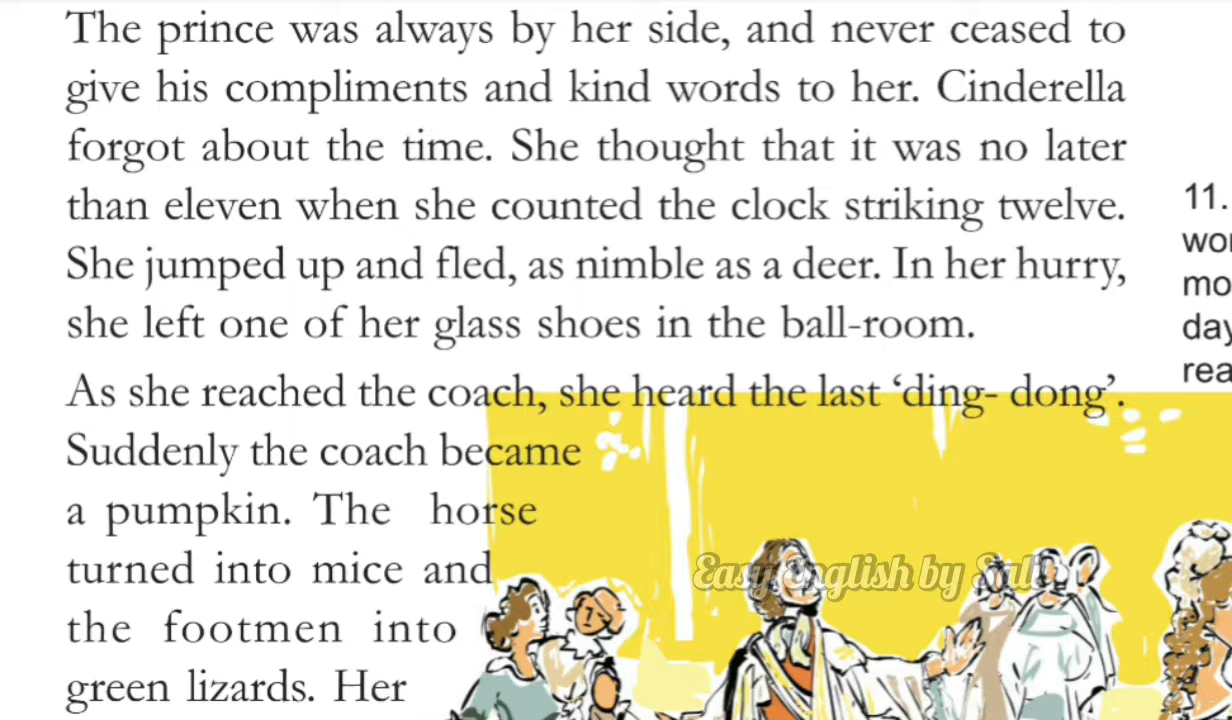 The prince was always by her side, and never ceased to
give his compliments and kind words to her. Cinderella
forgot about the time. She thought that it was no later
than eleven when she counted the clock striking twelve.
She jumped up and fled, as nimble as a deer. In her hurry,
she left one of her glass shoes in the ball-room.
As she reached the coach, she heard the last ‘ding- dong’.
Suddenly the coach became
a pumpkin. The horse
turned into mice and
the footmen into
green lizards. Her
Easy English by
11.